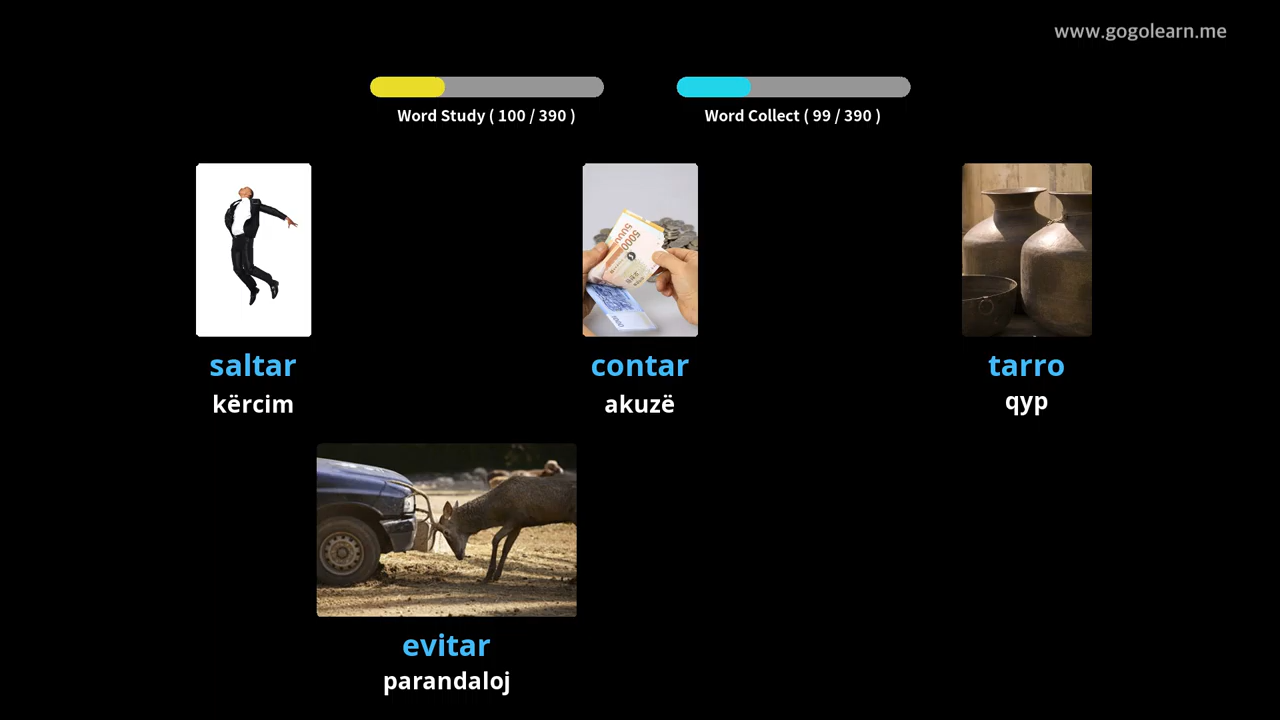 www.gogolearn.me
Word Study ( 100 / 390 )
Word Collect ( 99 / 390 )
saltar
kërcim
contar
akuzë
tarro
qyp
evitar
parandaloj